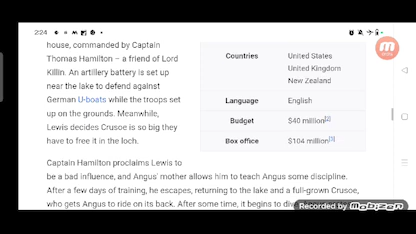 2:24
house, commanded by Captain
Thomas Hamilton – a friend of Lord
Killin. An artillery battery is set up
near the lake to defend against
German U-boats while the troops set
up on the grounds. Meanwhile,
Lewis decides Crusoe is so big they
have to free it in the loch.
Countries United States
United Kingdom
New Zealand
Language English
Budget $40 million[2]
Box office $104 million[3]
Captain Hamilton proclaims Lewis to
be a bad influence, and Angus' mother allows him to teach Angus some discipline.
After a few days of training, he escapes, returning to the lake and a full-grown Crusoe,
who gets Angus to ride on its back. After some time, it begins to
Recorded by Mobizen